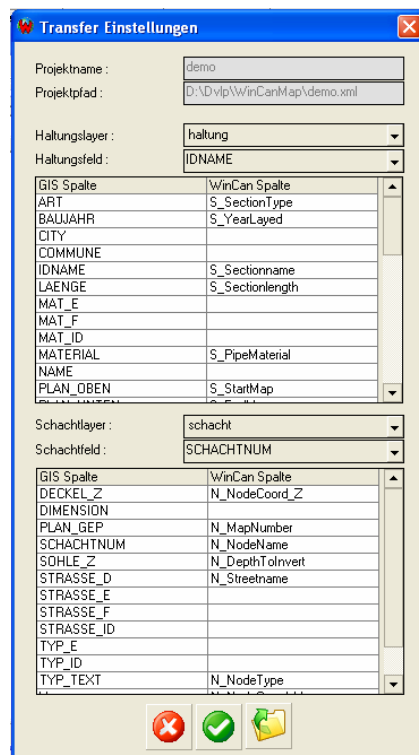 Transfer Einstellungen
Projektname : demo
Projektpfad : D:\Dvlp\WinCanMap\demo.xml
Haltungslayer : haltung
Haltungsfeld : IDNAME
GIS Spalte WinCan Spalte
ART S_SectionType
BAUJAHR S_YearLayed
CITY
COMMUNE
IDNAME S_Sectionname
LAENGE S_Sectionlength
MAT_E
MAT_F
MAT_ID
MATERIAL S_PipeMaterial
NAME
PLAN_OBEN S_StartMap
Schachtlayer : schacht
Schachtfeld : SCHACHTNUM
GIS Spalte WinCan Spalte
DECKEL_Z N_NodeCoord_Z
DIMENSION
PLAN_GEP N_MapNumber
SCHACHTNUM N_NodeName
SOHLE_Z N_DepthToInvert
STRASSE_D N_Streetname
STRASSE_E
STRASSE_F
STRASSE_ID
TYP_E
TYP_ID
TYP_TEXT N_NodeType